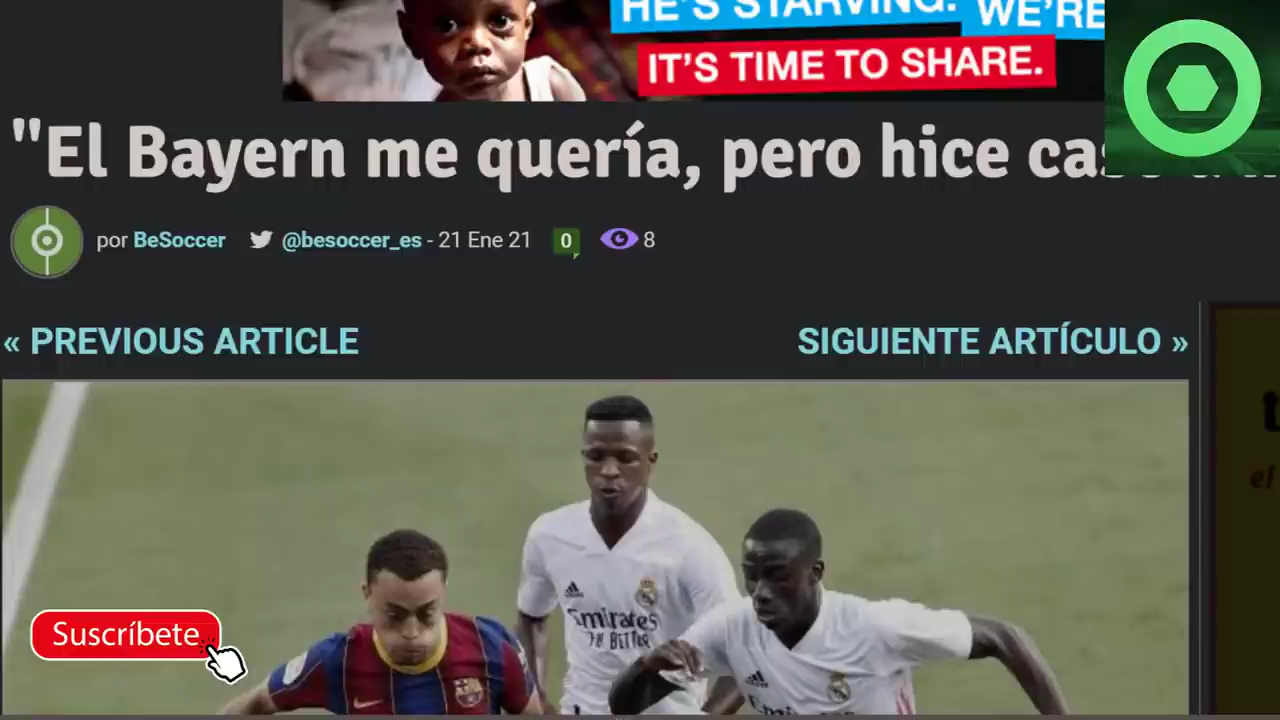 HE'S STARVING. WE'RE
IT'S TIME TO SHARE.
"El Bayern me quería, pero hice caso a
por BeSoccer @besoccer_es - 21 Ene 21 0 8
« PREVIOUS ARTICLE SIGUIENTE ARTÍCULO »
Emirates
FLY BETTER
Suscríbete